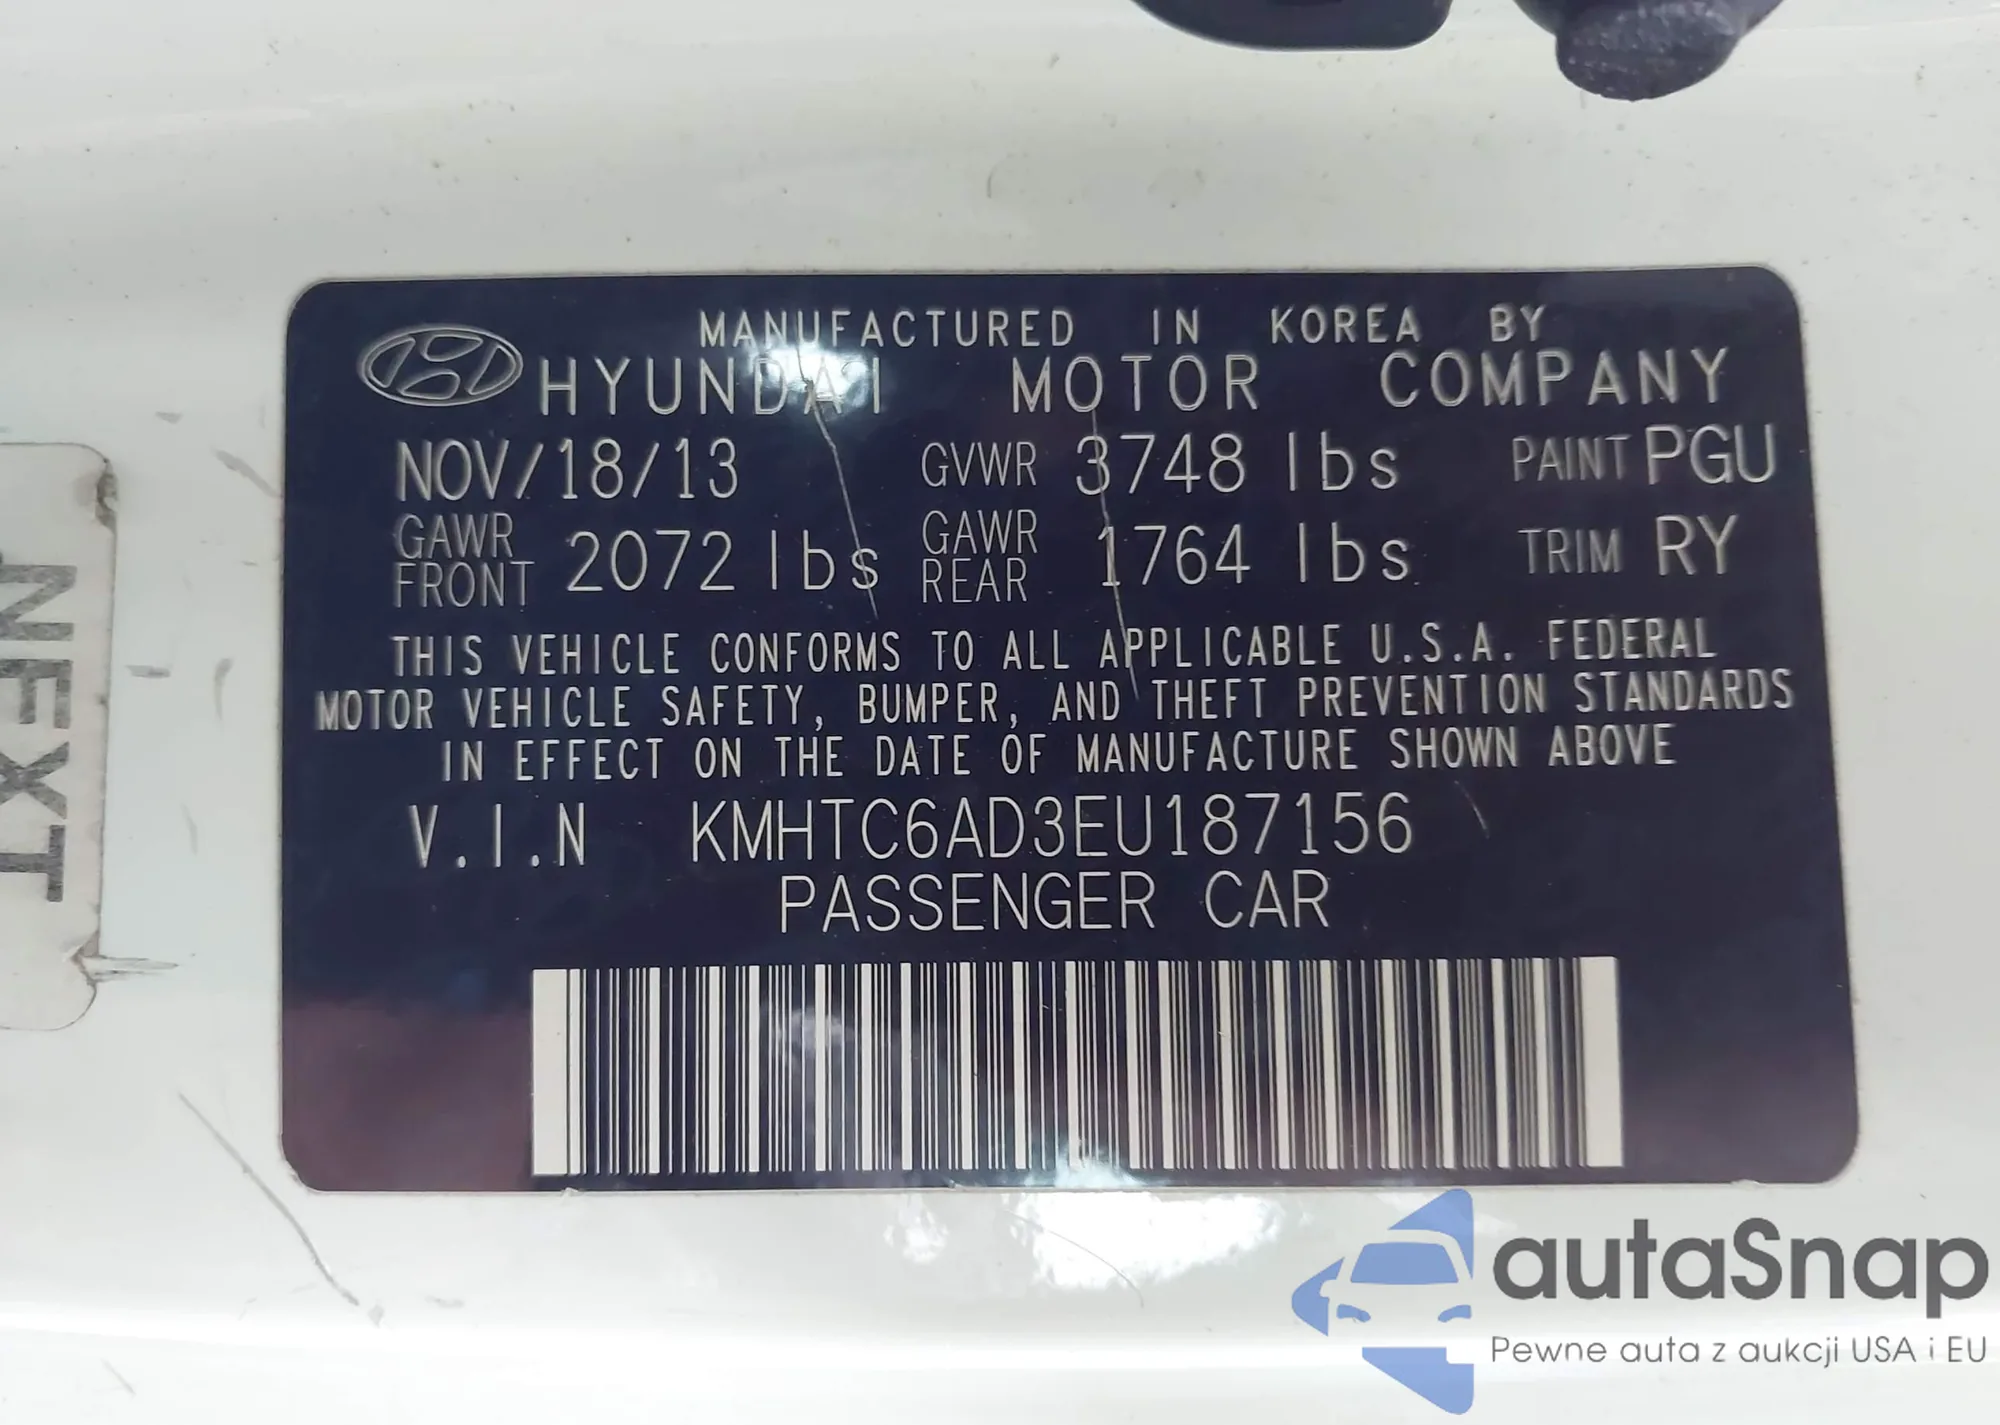 MANUFACTURED IN KOREA BY
HYUNDAI MOTOR COMPANY
NOV/18/13 GVWR 3748 lbs PAINT PGU
GAWR FRONT 2072 lbs GAWR REAR 1764 lbs TRIM RY
THIS VEHICLE CONFORMS TO ALL APPLICABLE U.S.A. FEDERAL
MOTOR VEHICLE SAFETY, BUMPER, AND THEFT PREVENTION STANDARDS
IN EFFECT ON THE DATE OF MANUFACTURE SHOWN ABOVE
V.I.N KMHTC6AD3EU187156
PASSENGER CAR
NEXT
autaSnap
Pewne auta z aukcji USA i EU